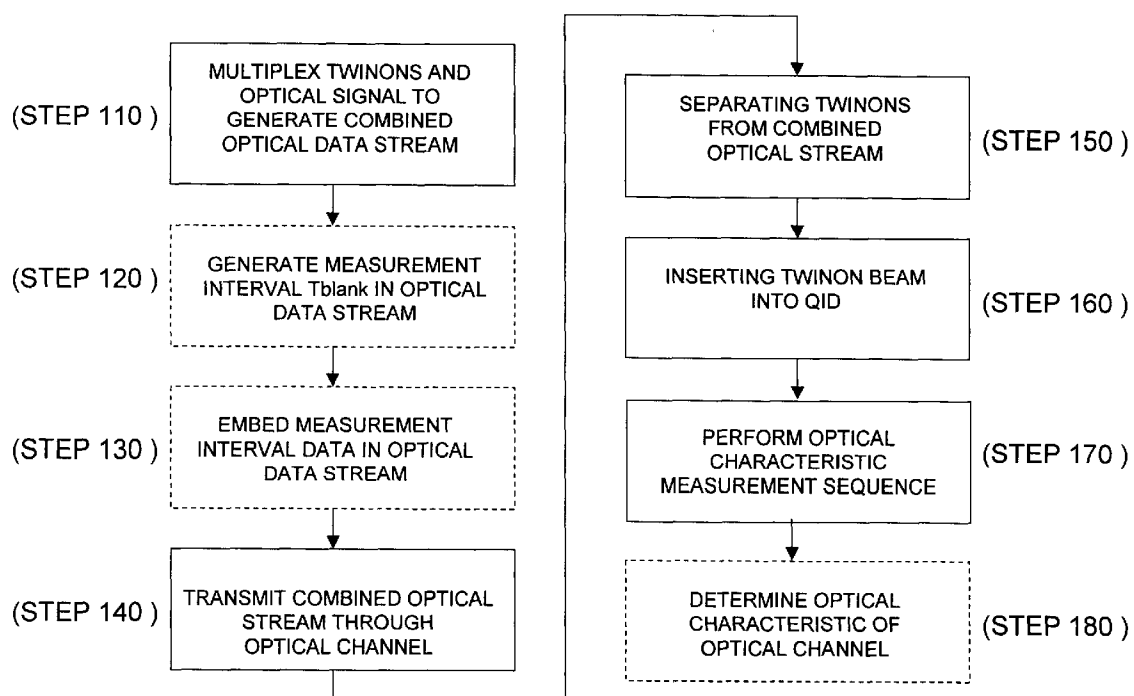 (STEP 110 )
MULTIPLEX TWINONS AND
OPTICAL SIGNAL TO
GENERATE COMBINED
OPTICAL DATA STREAM
(STEP 120 )
GENERATE MEASUREMENT
INTERVAL Tblank IN OPTICAL
DATA STREAM
(STEP 130 )
EMBED MEASUREMENT
INTERVAL DATA IN OPTICAL
DATA STREAM
(STEP 140 )
TRANSMIT COMBINED OPTICAL
STREAM THROUGH
OPTICAL CHANNEL
SEPARATING TWINONS
FROM COMBINED
OPTICAL STREAM
(STEP 150 )
INSERTING TWINON BEAM
INTO QID
(STEP 160 )
PERFORM OPTICAL
CHARACTERISTIC
MEASUREMENT SEQUENCE
(STEP 170 )
DETERMINE OPTICAL
CHARACTERISTIC OF
OPTICAL CHANNEL
(STEP 180 )